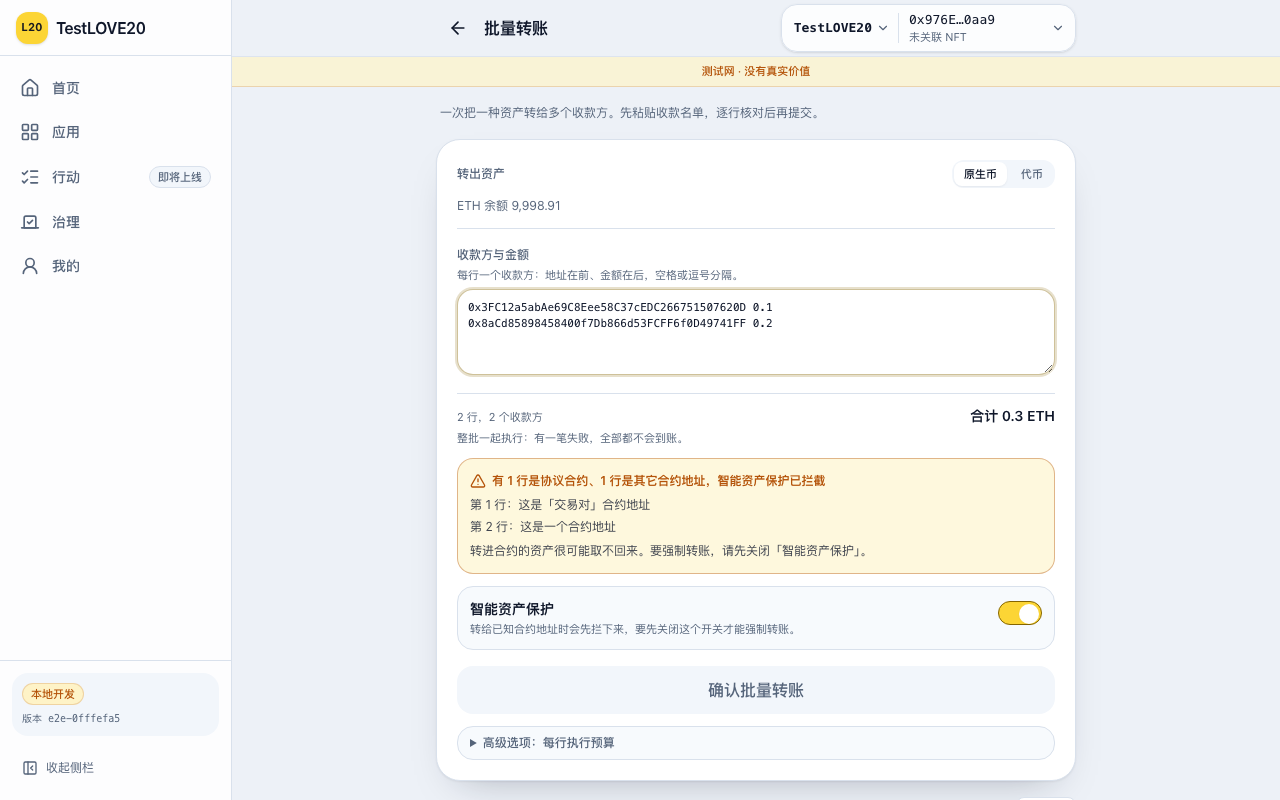 L20 TestLOVE20
首页
应用
行动 即将上线
治理
我的
本地开发
版本 e2e-0fffefa5
收起侧栏
批量转账
TestLOVE20
0x976E…0aa9
未关联 NFT
测试网 · 没有真实价值
一次把一种资产转给多个收款方。先粘贴收款名单，逐行核对后再提交。
转出资产 原生币 代币
ETH 余额 9,998.91
收款方与金额
每行一个收款方：地址在前、金额在后，空格或逗号分隔。
0x3FC12a5abAe69C8Eee58C37cEDC266751507620D 0.1
0x8aCd85898458400f7Db866d53FCFF6f0D49741FF 0.2
2 行，2 个收款方 合计 0.3 ETH
整批一起执行：有一笔失败，全部都不会到账。
有 1 行是协议合约、1 行是其它合约地址，智能资产保护已拦截
第 1 行：这是「交易对」合约地址
第 2 行：这是一个合约地址
转进合约的资产很可能取不回来。要强制转账，请先关闭「智能资产保护」。
智能资产保护
转给已知合约地址时会先拦下来，要先关闭这个开关才能强制转账。
确认批量转账
高级选项：每行执行预算